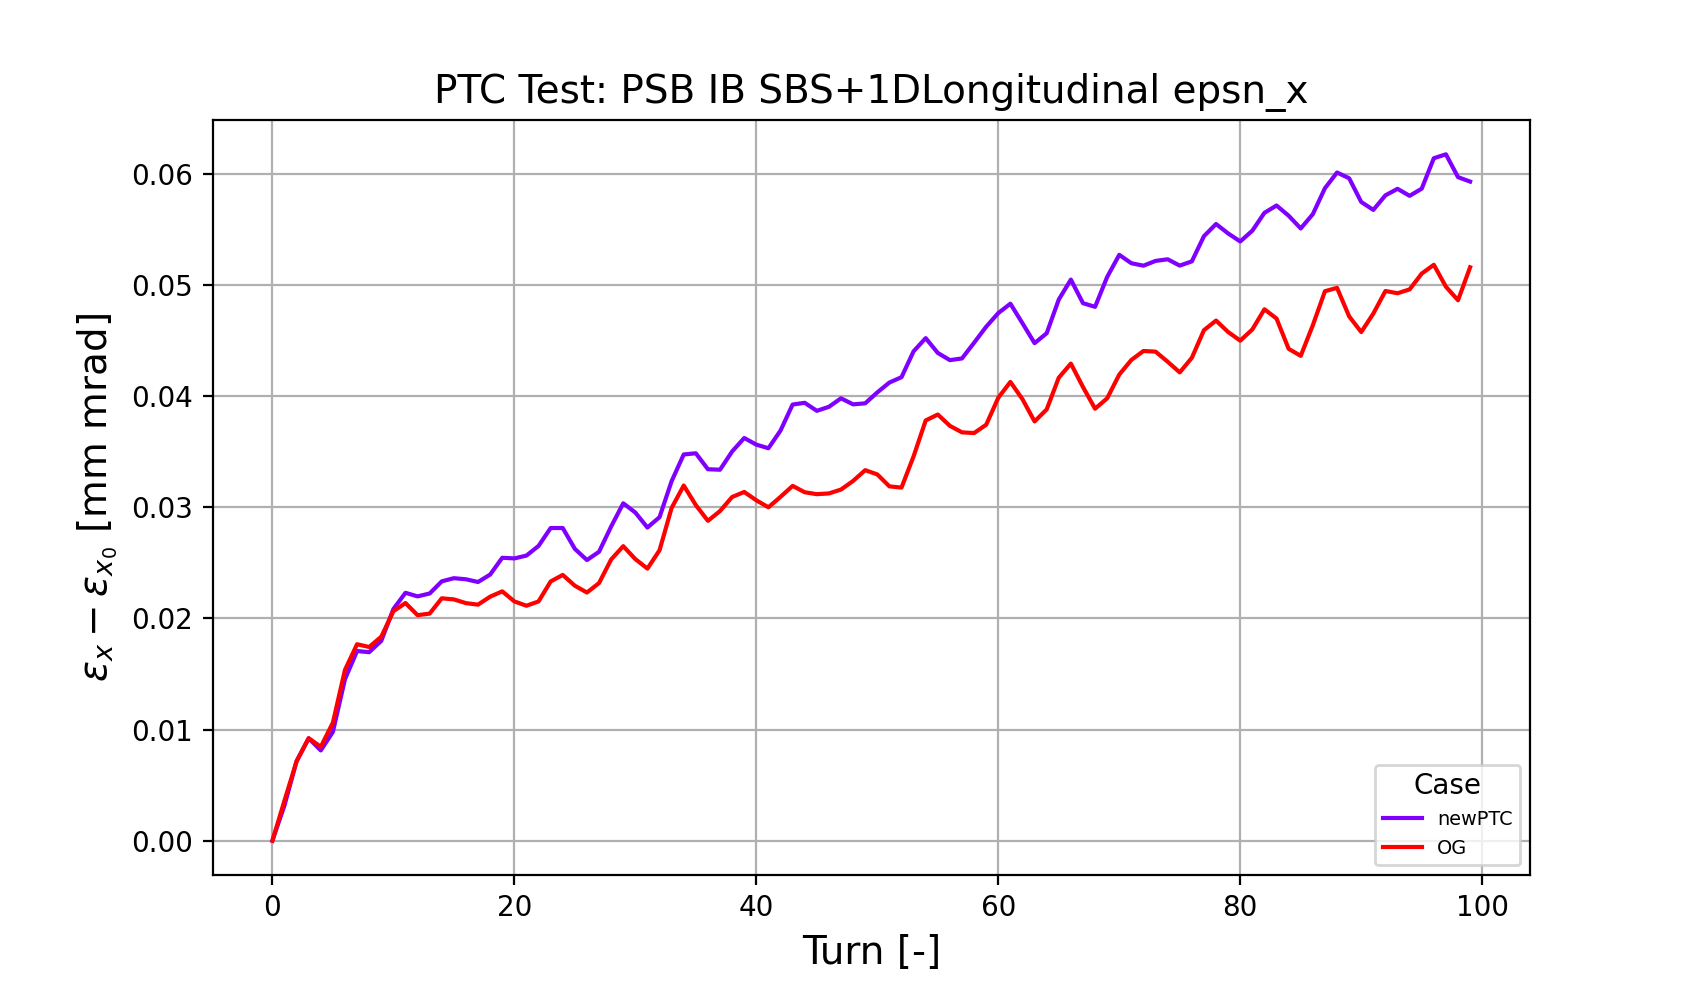 PTC Test: PSB IB SBS+1DLongitudinal epsn_x
εₓ − εₓ₀ [mm mrad]
0.06
0.05
0.04
0.03
0.02
0.01
0.00
0 20 40 60 80 100
Turn [-]
Case
newPTC
OG